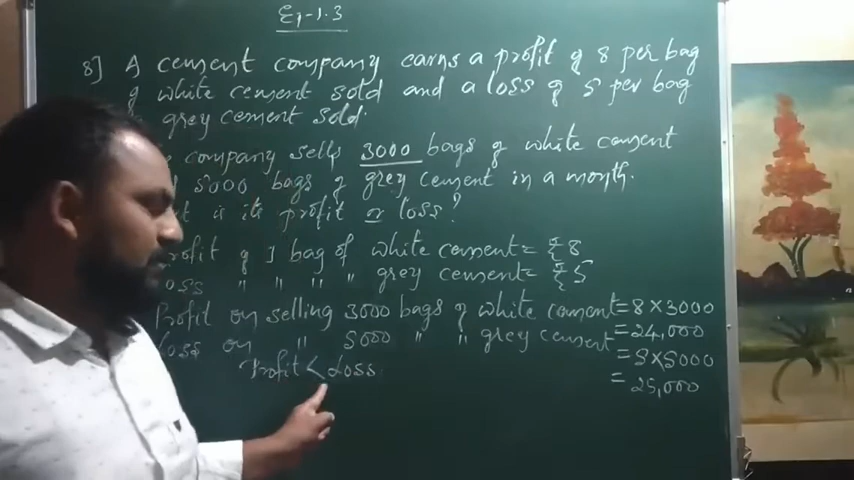 Ex-1.3
8] A cement company earns a profit of 8 per bag
of white cement sold and a loss of 5 per bag
grey cement sold.
company sells 3000 bags of white cement
5000 bags of grey cement in a month.
is its profit or loss?
Profit of 1 bag of white cement = ₹8
Loss " " " " grey cement = ₹5
Profit on selling 3000 bags of white cement = 8 × 3000
= 24,000
Loss on " 5000 " " grey cement = 5 × 5000
= 25,000
Profit < Loss